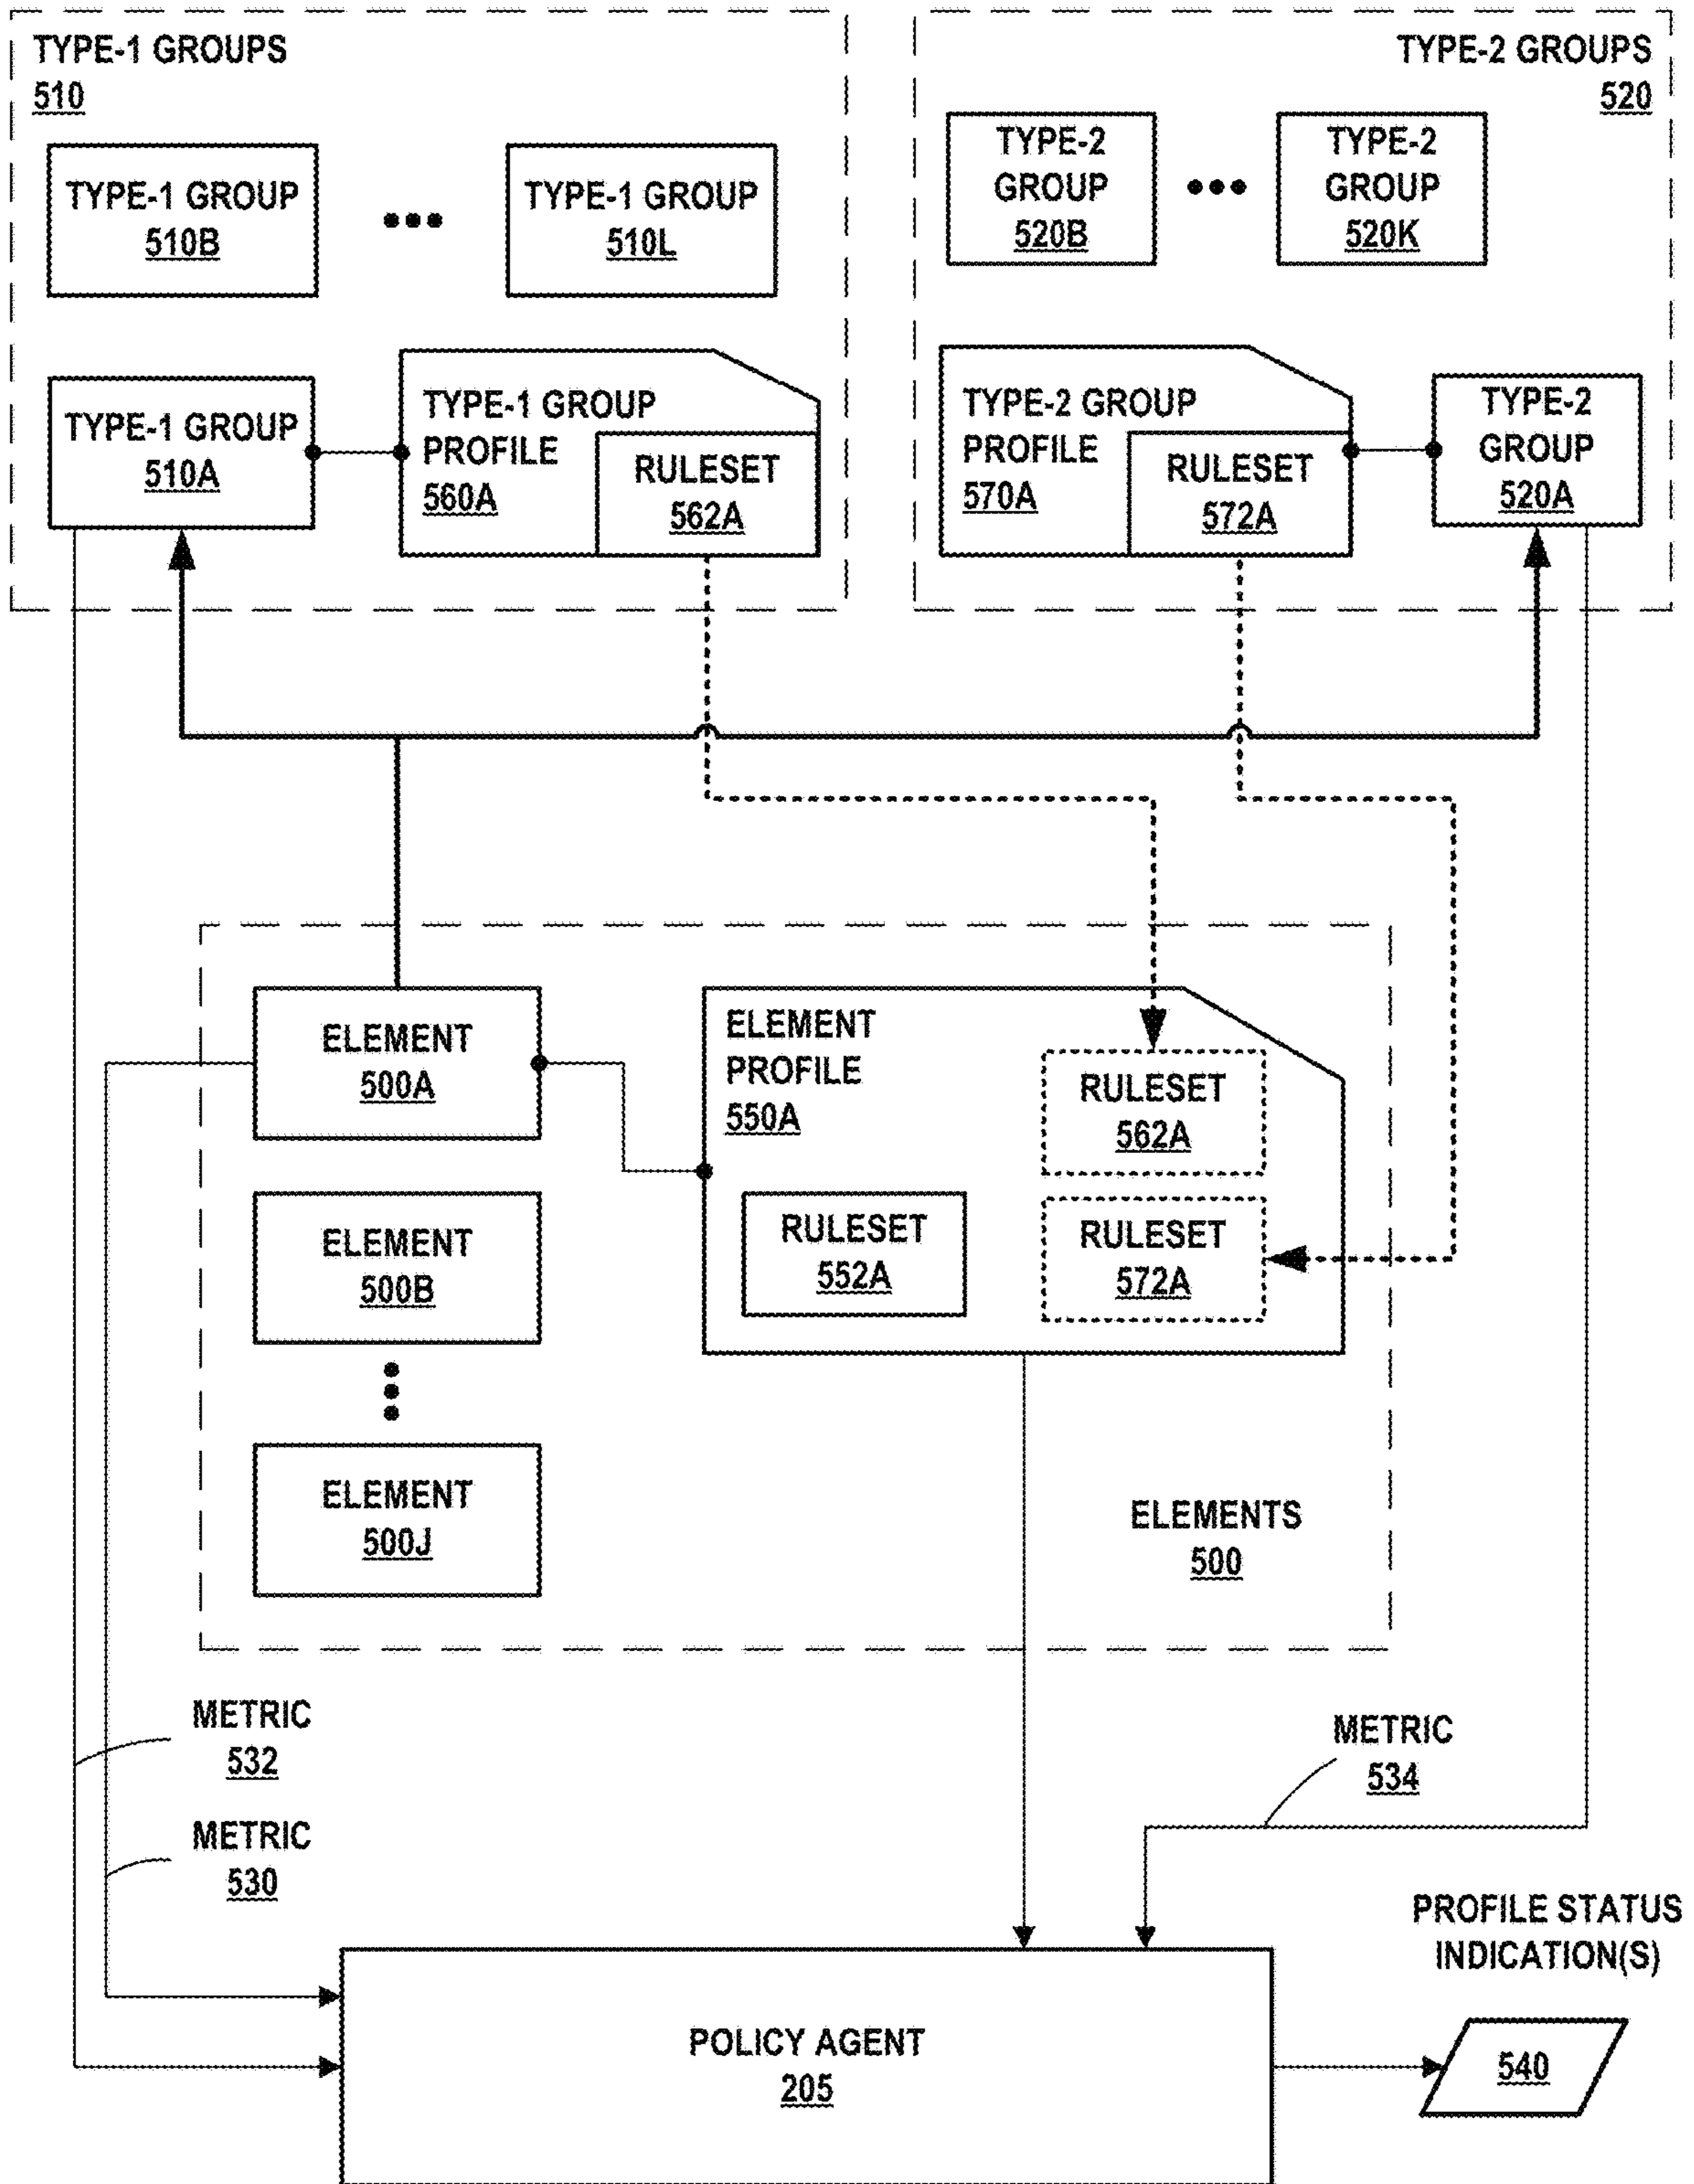 TYPE-1 GROUPS
510
TYPE-1 GROUP
510B
TYPE-1 GROUP
510L
TYPE-1 GROUP
510A
TYPE-1 GROUP
PROFILE
560A
RULESET
562A
TYPE-2 GROUPS
520
TYPE-2
GROUP
520B
TYPE-2
GROUP
520K
TYPE-2 GROUP
PROFILE
570A
RULESET
572A
TYPE-2
GROUP
520A
ELEMENT
500A
ELEMENT
500B
ELEMENT
500J
ELEMENT
PROFILE
550A
RULESET
562A
RULESET
552A
RULESET
572A
ELEMENTS
500
METRIC
532
METRIC
530
METRIC
534
PROFILE STATUS
INDICATION(S)
540
POLICY AGENT
205